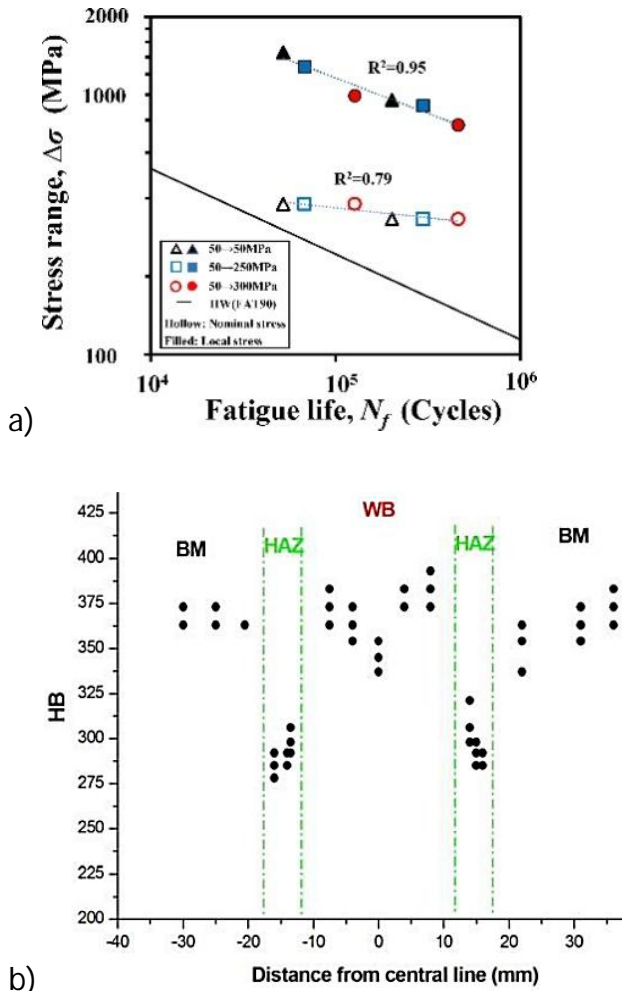 2000
1000
100
Stress range, Δσ (MPa)
R²=0.95
R²=0.79
50→50MPa
50—250MPa
50→300MPa
IIW(FAT90)
Hollow: Nominal stress
Filled: Local stress
10⁴ 10⁵ 10⁶
Fatigue life, N_f (Cycles)
a)
WB
BM HAZ HAZ BM
425
400
375
350
325
300
275
250
225
200
HB
-40 -30 -20 -10 0 10 20 30
Distance from central line (mm)
b)